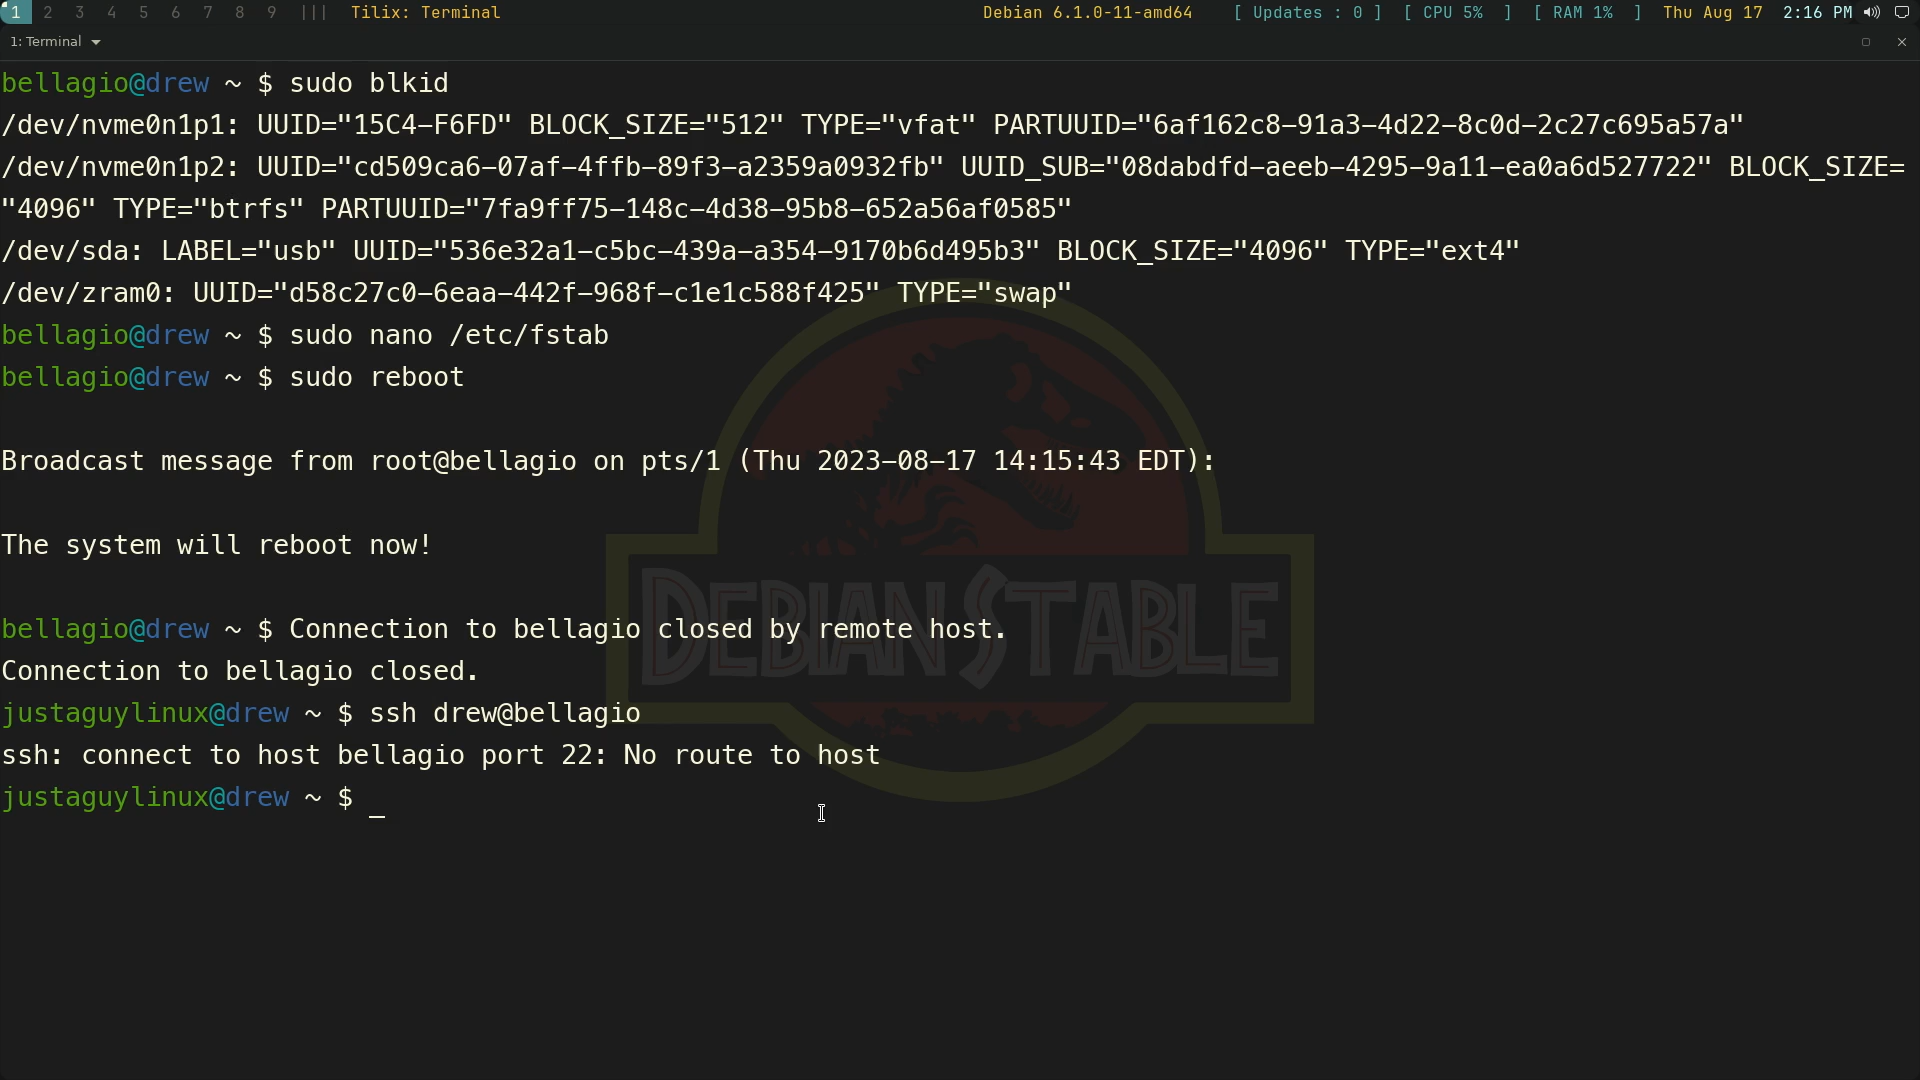 1 2 3 4 5 6 7 8 9 ||| Tilix: Terminal Debian 6.1.0-11-amd64 [ Updates : 0 ] [ CPU 5% ] [ RAM 1% ] Thu Aug 17 2:16 PM
1: Terminal
bellagio@drew ~ $ sudo blkid
/dev/nvme0n1p1: UUID="15C4-F6FD" BLOCK_SIZE="512" TYPE="vfat" PARTUUID="6af162c8-91a3-4d22-8c0d-2c27c695a57a"
/dev/nvme0n1p2: UUID="cd509ca6-07af-4ffb-89f3-a2359a0932fb" UUID_SUB="08dabdfd-aeeb-4295-9a11-ea0a6d527722" BLOCK_SIZE=
"4096" TYPE="btrfs" PARTUUID="7fa9ff75-148c-4d38-95b8-652a56af0585"
/dev/sda: LABEL="usb" UUID="536e32a1-c5bc-439a-a354-9170b6d495b3" BLOCK_SIZE="4096" TYPE="ext4"
/dev/zram0: UUID="d58c27c0-6eaa-442f-968f-c1e1c588f425" TYPE="swap"
bellagio@drew ~ $ sudo nano /etc/fstab
bellagio@drew ~ $ sudo reboot
Broadcast message from root@bellagio on pts/1 (Thu 2023-08-17 14:15:43 EDT):
The system will reboot now!
bellagio@drew ~ $ Connection to bellagio closed by remote host.
Connection to bellagio closed.
justaguylinux@drew ~ $ ssh drew@bellagio
ssh: connect to host bellagio port 22: No route to host
justaguylinux@drew ~ $ _
DEBIAN STABLE